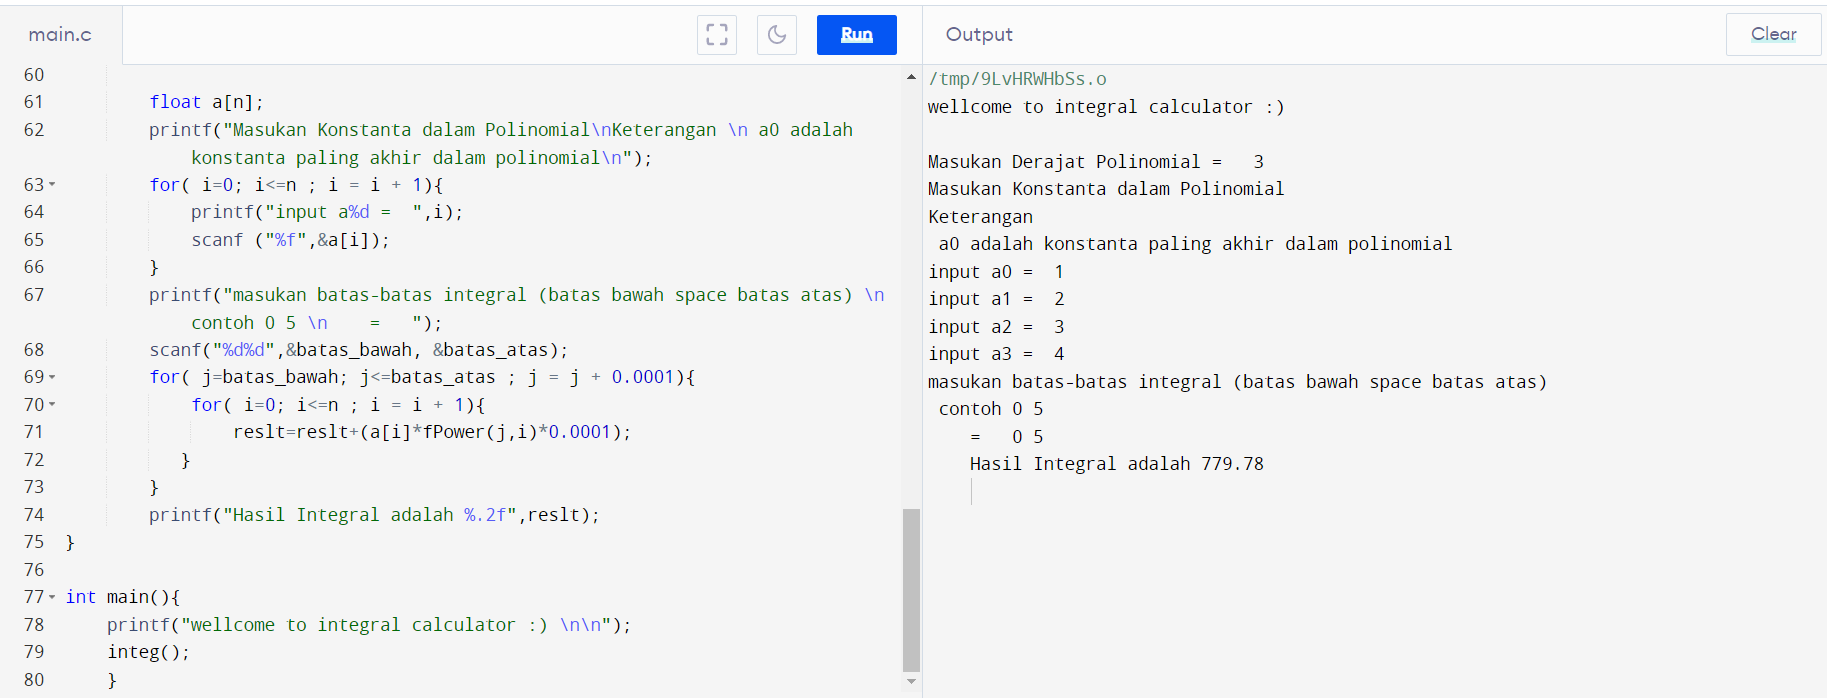 main.c
Run
60
61 float a[n];
62 printf("Masukan Konstanta dalam Polinomial\nKeterangan \n a0 adalah
konstanta paling akhir dalam polinomial\n");
63 for( i=0; i<=n ; i = i + 1){
64 printf("input a%d =  ",i);
65 scanf ("%f",&a[i]);
66 }
67 printf("masukan batas-batas integral (batas bawah space batas atas) \n
contoh 0 5 \n    =   ");
68 scanf("%d%d",&batas_bawah, &batas_atas);
69 for( j=batas_bawah; j<=batas_atas ; j = j + 0.0001){
70 for( i=0; i<=n ; i = i + 1){
71 reslt=reslt+(a[i]*fPower(j,i)*0.0001);
72 }
73 }
74 printf("Hasil Integral adalah %.2f",reslt);
75 }
76
77 int main(){
78 printf("wellcome to integral calculator :) \n\n");
79 integ();
80 }
Output
Clear
/tmp/9LvHRWHbSs.o
wellcome to integral calculator :)
Masukan Derajat Polinomial =   3
Masukan Konstanta dalam Polinomial
Keterangan
a0 adalah konstanta paling akhir dalam polinomial
input a0 =  1
input a1 =  2
input a2 =  3
input a3 =  4
masukan batas-batas integral (batas bawah space batas atas)
contoh 0 5
=   0 5
Hasil Integral adalah 779.78